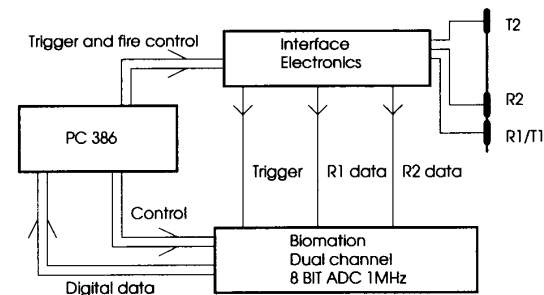 T2
Trigger and fire control
Interface
Electronics
R2
R1/T1
PC 386
Trigger
R1 data
R2 data
Control
Biomation
Dual channel
8 BIT ADC 1MHz
Digital data